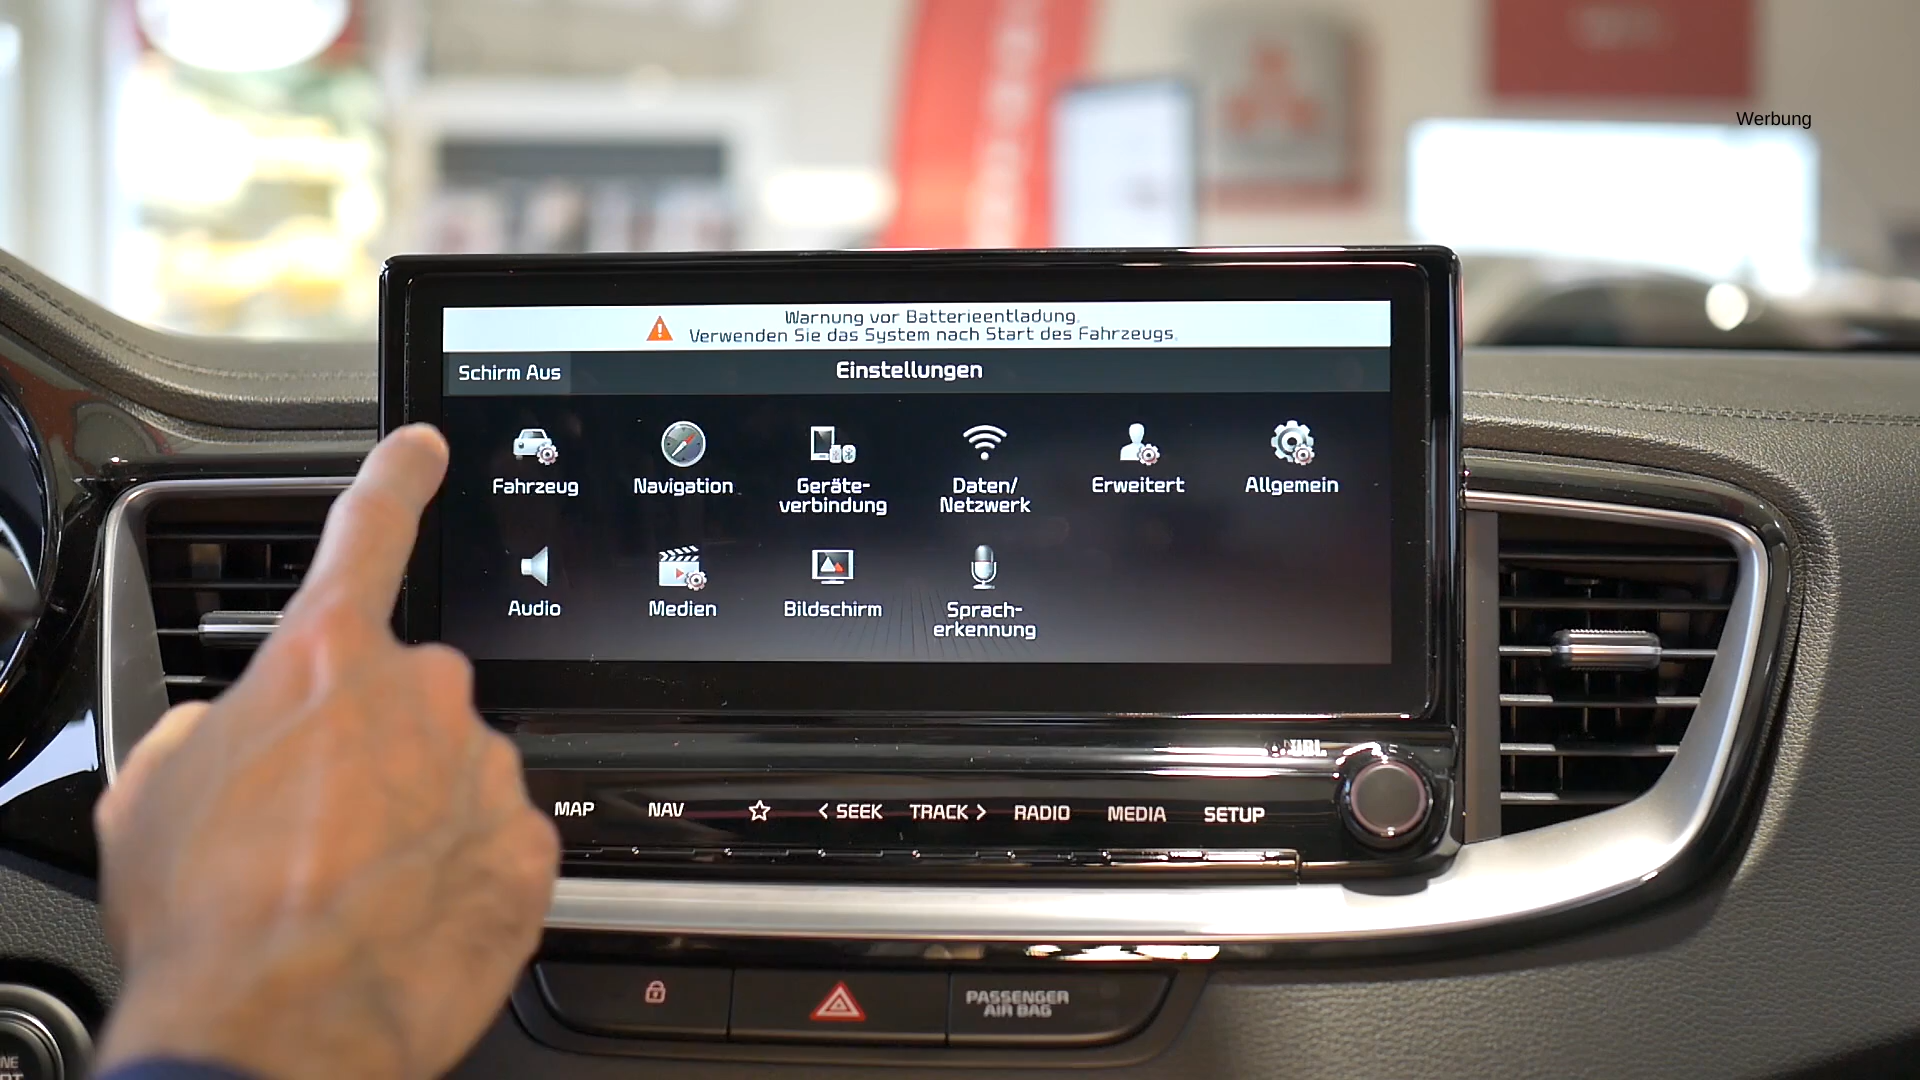 Werbung
Warnung vor Batterieentladung.
Verwenden Sie das System nach Start des Fahrzeugs.
Schirm Aus
Einstellungen
Fahrzeug
Navigation
Geräte-
verbindung
Daten/
Netzwerk
Erweitert
Allgemein
Audio
Medien
Bildschirm
Sprach-
erkennung
JBL
MAP
NAV
< SEEK
TRACK >
RADIO
MEDIA
SETUP
PASSENGER
AIR BAG